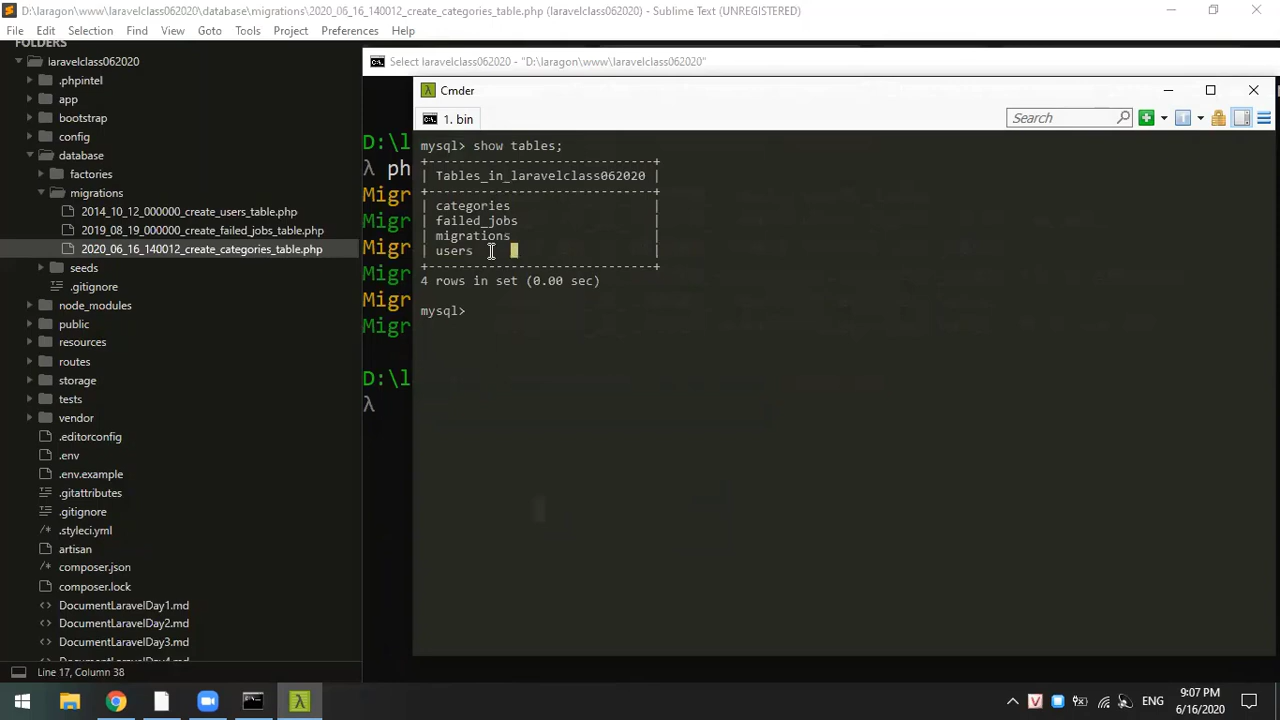 D:\laragon\www\laravelclass062020\database\migrations\2020_06_16_140012_create_categories_table.php (laravelclass062020) - Sublime Text (UNREGISTERED)
File Edit Selection Find View Goto Tools Project Preferences Help
FOLDERS
laravelclass062020
.phpintel
app
bootstrap
config
database
factories
migrations
2014_10_12_000000_create_users_table.php
2019_08_19_000000_create_failed_jobs_table.php
2020_06_16_140012_create_categories_table.php
seeds
.gitignore
node_modules
public
resources
routes
storage
tests
vendor
.editorconfig
.env
.env.example
.gitattributes
.gitignore
.styleci.yml
artisan
composer.json
composer.lock
DocumentLaravelDay1.md
DocumentLaravelDay2.md
DocumentLaravelDay3.md
DocumentLaravelDay4.md
Line 17, Column 38
Select laravelclass062020 - "D:\laragon\www\laravelclass062020"
D:\l
λ ph
Migr
Migr
Migr
Migr
Migr
Migr
D:\l
λ
λ Cmder
1. bin
Search
mysql> show tables;
+------------------------------+
| Tables_in_laravelclass062020 |
+------------------------------+
| categories |
| failed_jobs |
| migrations |
| users |
+------------------------------+
4 rows in set (0.00 sec)
mysql>
λ
V
ENG
9:07 PM
6/16/2020